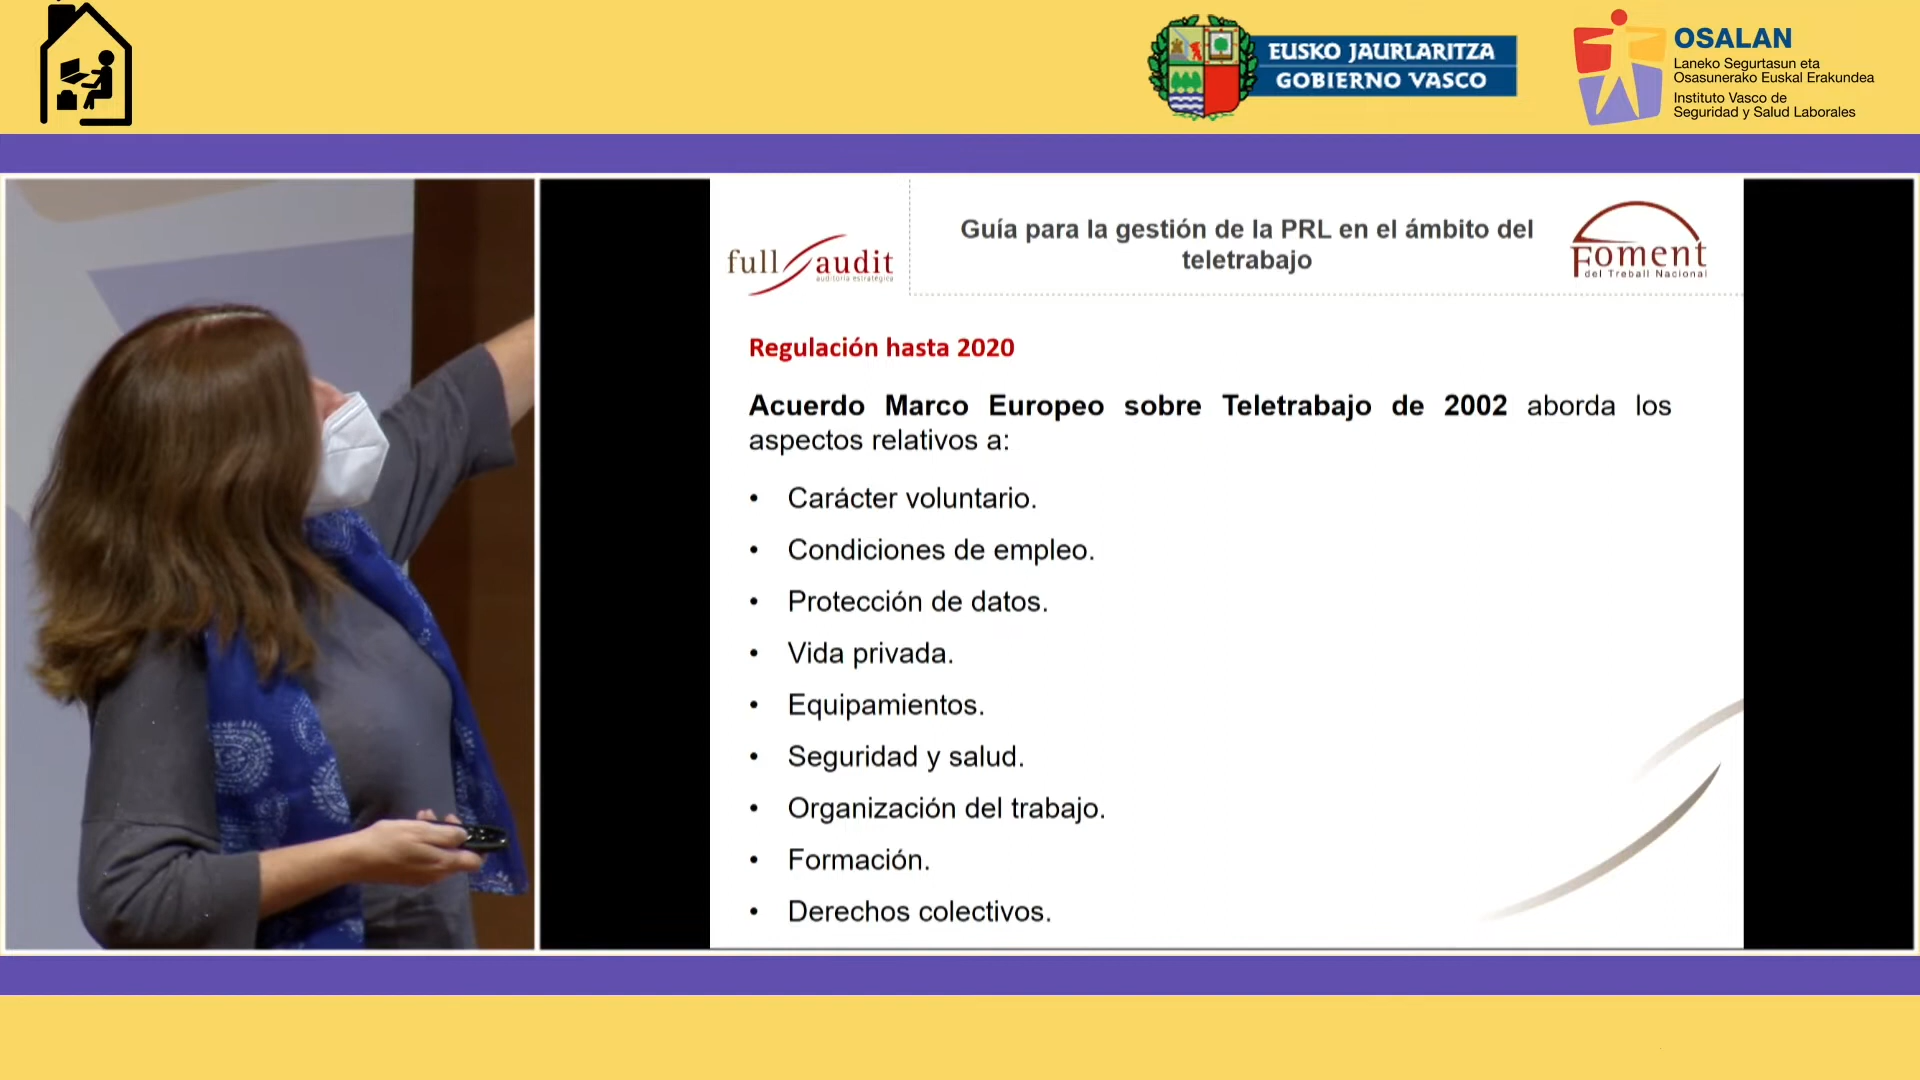 EUSKO JAURLARITZA
GOBIERNO VASCO
OSALAN
Laneko Segurtasun eta
Osasunerako Euskal Erakundea
Instituto Vasco de
Seguridad y Salud Laborales
full audit
auditoria estratègica
Guía para la gestión de la PRL en el ámbito del
teletrabajo
Foment
del Treball Nacional
Regulación hasta 2020
Acuerdo Marco Europeo sobre Teletrabajo de 2002 aborda los
aspectos relativos a:
• Carácter voluntario.
• Condiciones de empleo.
• Protección de datos.
• Vida privada.
• Equipamientos.
• Seguridad y salud.
• Organización del trabajo.
• Formación.
• Derechos colectivos.